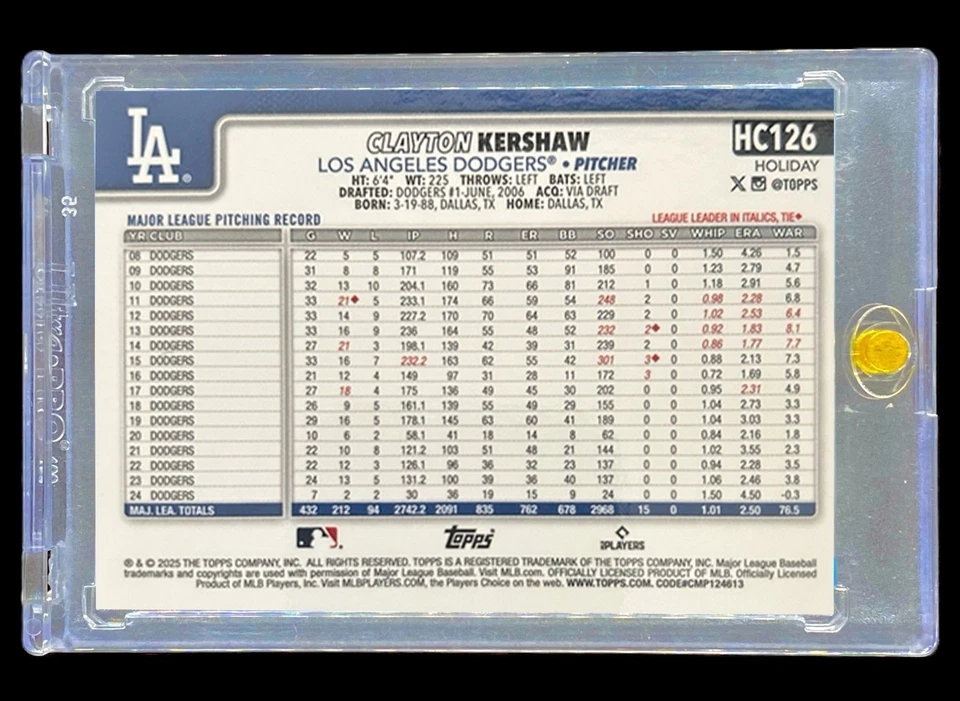 LA®
CLAYTON KERSHAW
HC126
LOS ANGELES DODGERS® • PITCHER
HOLIDAY
HT: 6'4" WT: 225 THROWS: LEFT BATS: LEFT
X @TOPPS
DRAFTED: DODGERS #1-JUNE, 2006 ACQ: VIA DRAFT
BORN: 3-19-88, DALLAS, TX HOME: DALLAS, TX
MAJOR LEAGUE PITCHING RECORD
LEAGUE LEADER IN ITALICS, TIE◆
YR CLUB G W L IP H R ER BB SO SHO SV WHIP ERA WAR
08 DODGERS 22 5 5 107.2 109 51 51 52 100 0 0 1.50 4.26 1.5
09 DODGERS 31 8 8 171 119 55 53 91 185 0 0 1.23 2.79 4.7
10 DODGERS 32 13 10 204.1 160 73 66 81 212 1 0 1.18 2.91 5.6
11 DODGERS 33 21◆ 5 233.1 174 66 59 54 248 2 0 0.98 2.28 6.8
12 DODGERS 33 14 9 227.2 170 70 64 63 229 2 0 1.02 2.53 6.4
13 DODGERS 33 16 9 236 164 55 48 52 232 2◆ 0 0.92 1.83 8.1
14 DODGERS 27 21 3 198.1 139 42 39 31 239 2 0 0.86 1.77 7.7
15 DODGERS 33 16 7 232.2 163 62 55 42 301 3◆ 0 0.88 2.13 7.3
16 DODGERS 21 12 4 149 97 31 28 11 172 3 0 0.72 1.69 5.8
17 DODGERS 27 18 4 175 136 49 45 30 202 0 0 0.95 2.31 4.9
18 DODGERS 26 9 5 161.1 139 55 49 29 155 0 0 1.04 2.73 3.3
19 DODGERS 29 16 5 178.1 145 63 60 41 189 0 0 1.04 3.03 3.3
20 DODGERS 10 6 2 58.1 41 18 14 8 62 0 0 0.84 2.16 1.8
21 DODGERS 22 10 8 121.2 103 51 48 21 144 0 0 1.02 3.55 2.3
22 DODGERS 22 12 3 126.1 96 36 32 23 137 0 0 0.94 2.28 3.5
23 DODGERS 24 13 5 131.2 100 39 36 40 137 0 0 1.06 2.46 3.8
24 DODGERS 7 2 2 30 36 19 15 9 24 0 0 1.50 4.50 -0.3
MAJ. LEA. TOTALS 432 212 94 2742.2 2091 835 762 678 2968 15 0 1.01 2.50 76.5
Topps
PLAYERS
® & © 2025 THE TOPPS COMPANY, INC. ALL RIGHTS RESERVED. TOPPS IS A REGISTERED TRADEMARK OF THE TOPPS COMPANY, INC. Major League Baseball
trademarks and copyrights are used with permission of Major League Baseball. Visit MLB.com. OFFICIALLY LICENSED PRODUCT OF MLB. Officially Licensed
Product of MLB Players, Inc. Visit MLBPLAYERS.COM, the Players Choice on the web. WWW.TOPPS.COM. CODE#CMP124613